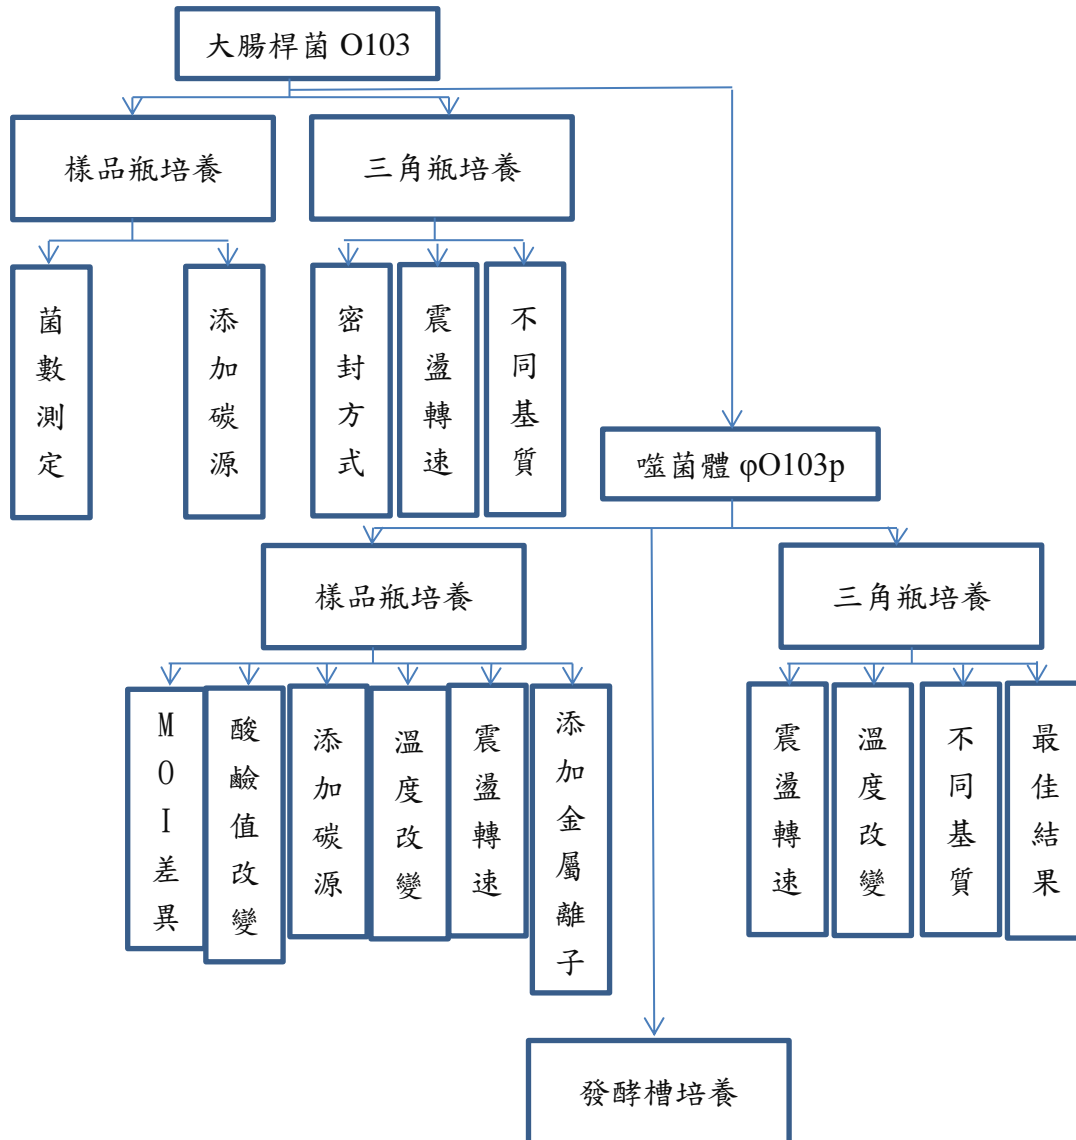 大腸桿菌 O103
樣品瓶培養
三角瓶培養
菌數測定
添加碳源
密封方式
震盪轉速
不同基質
噬菌體 φO103p
樣品瓶培養
三角瓶培養
MOI差異
酸鹼值改變
添加碳源
溫度改變
震盪轉速
添加金屬離子
震盪轉速
溫度改變
不同基質
最佳結果
發酵槽培養